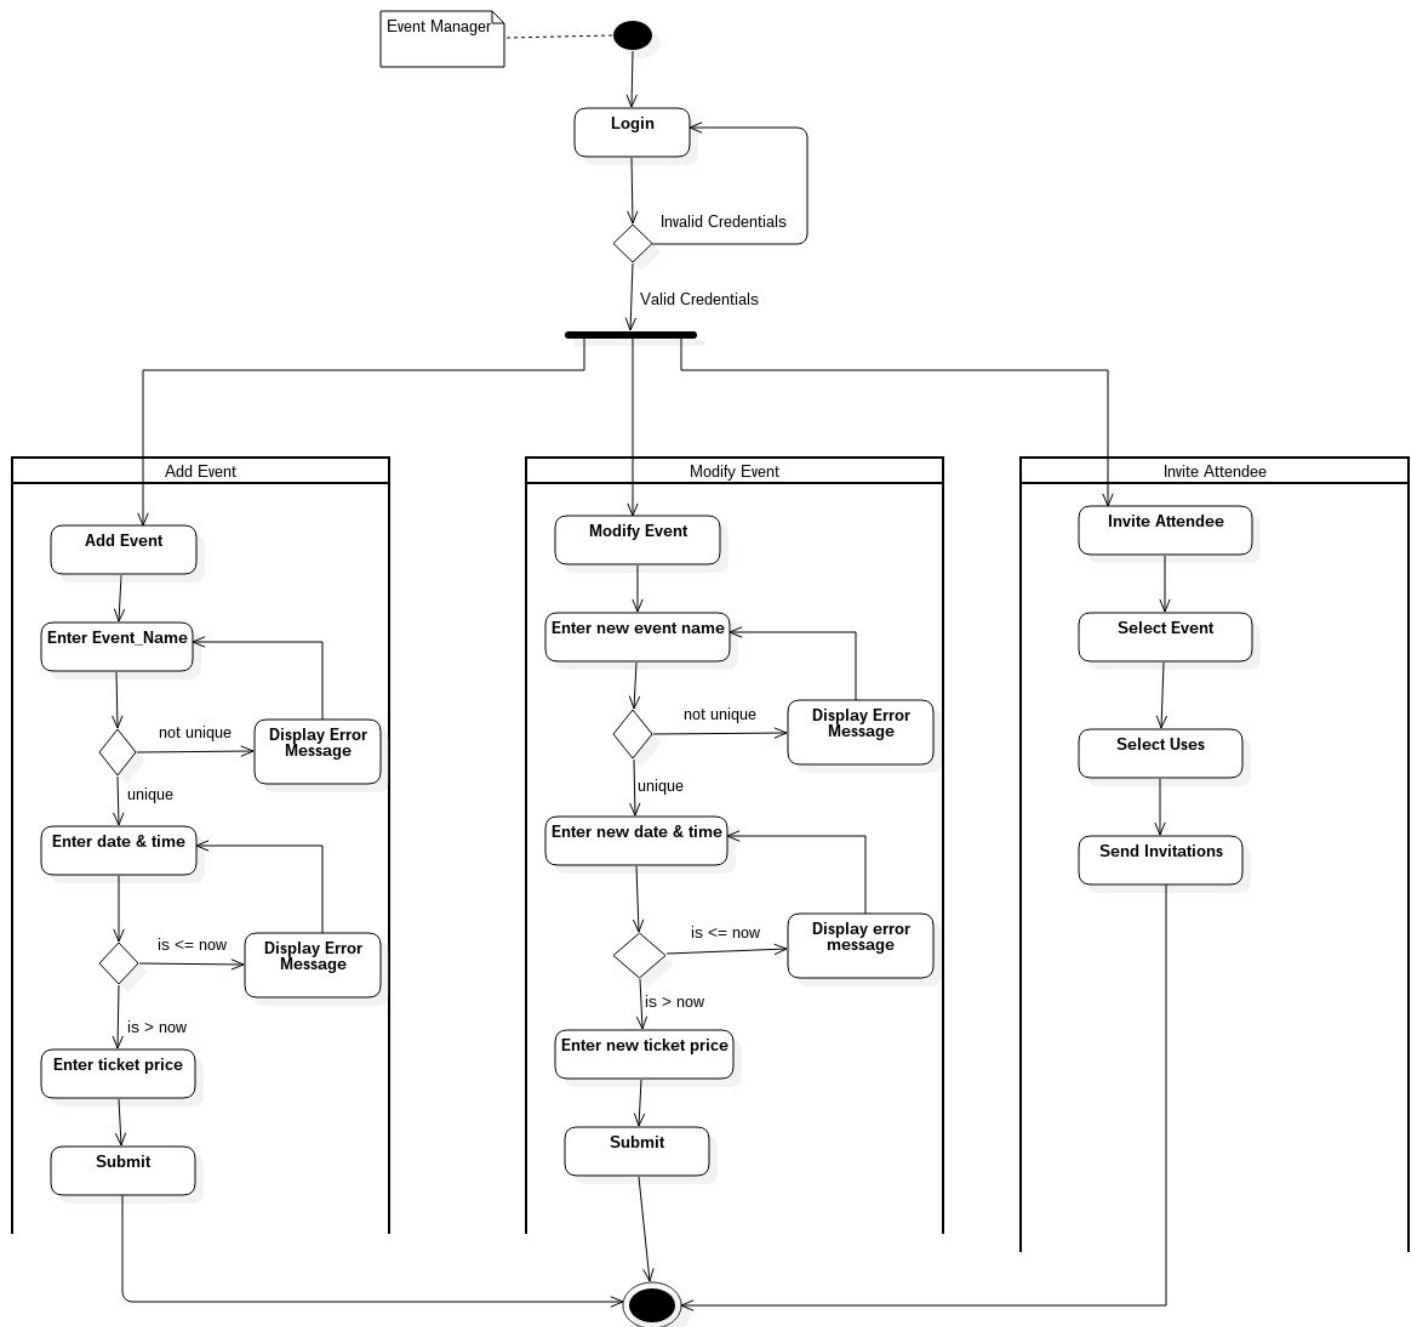 Event Manager
Login
Invalid Credentials
Valid Credentials
Add Event
Add Event
Enter Event_Name
not unique
Display Error
Message
unique
Enter date & time
is <= now
Display Error
Message
is > now
Enter ticket price
Submit
Modify Event
Modify Event
Enter new event name
not unique
Display Error
Message
unique
Enter new date & time
is <= now
Display error
message
is > now
Enter new ticket price
Submit
Invite Attendee
Invite Attendee
Select Event
Select Uses
Send Invitations